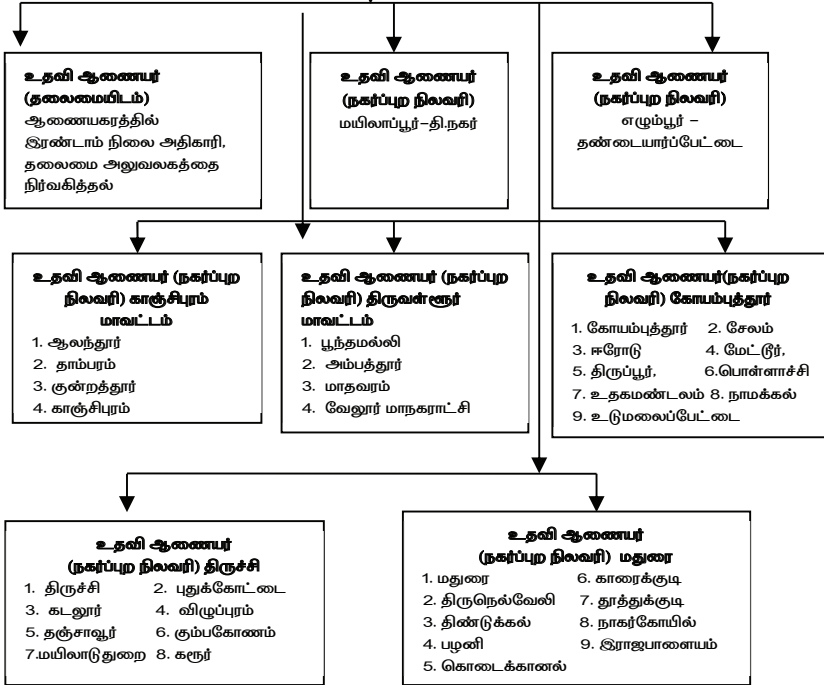 உதவி ஆணையர்
(தலைமையிடம்)
ஆணையகரத்தில்
இரண்டாம் நிலை அதிகாரி,
தலைமை அலுவலகத்தை
நிர்வகித்தல்
உதவி ஆணையர்
(நகர்ப்புற நிலவரி)
மயிலாப்பூர்–தி.நகர்
உதவி ஆணையர்
(நகர்ப்புற நிலவரி)
எழும்பூர் –
தண்டையார்ப்பேட்டை
உதவி ஆணையர் (நகர்ப்புற
நிலவரி) காஞ்சிபுரம்
மாவட்டம்
1. ஆலந்தூர்
2. தாம்பரம்
3. குன்றத்தூர்
4. காஞ்சிபுரம்
உதவி ஆணையர் (நகர்ப்புற
நிலவரி) திருவள்ளூர்
மாவட்டம்
1. பூந்தமல்லி
2. அம்பத்தூர்
3. மாதவரம்
4. வேலூர் மாநகராட்சி
உதவி ஆணையர்(நகர்ப்புற
நிலவரி) கோயம்புத்தூர்
1. கோயம்புத்தூர் 2. சேலம்
3. ஈரோடு 4. மேட்டூர்,
5. திருப்பூர், 6.பொள்ளாச்சி
7. உதகமண்டலம் 8. நாமக்கல்
9. உடுமலைப்பேட்டை
உதவி ஆணையர்
(நகர்ப்புற நிலவரி) திருச்சி
1. திருச்சி 2. புதுக்கோட்டை
3. கடலூர் 4. விழுப்புரம்
5. தஞ்சாவூர் 6. கும்பகோணம்
7.மயிலாடுதுறை 8. கரூர்
உதவி ஆணையர்
(நகர்ப்புற நிலவரி) மதுரை
1. மதுரை 6. காரைக்குடி
2. திருநெல்வேலி 7. தூத்துக்குடி
3. திண்டுக்கல் 8. நாகர்கோயில்
4. பழனி 9. இராஜபாளையம்
5. கொடைக்கானல்